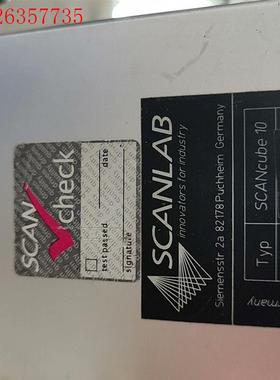 26357735
SCAN
check
test passed
date
signature
SCANLAB
innovators for industry
Siemensstr. 2a 82178 Puchheim Germany
Typ
SCANcube 10